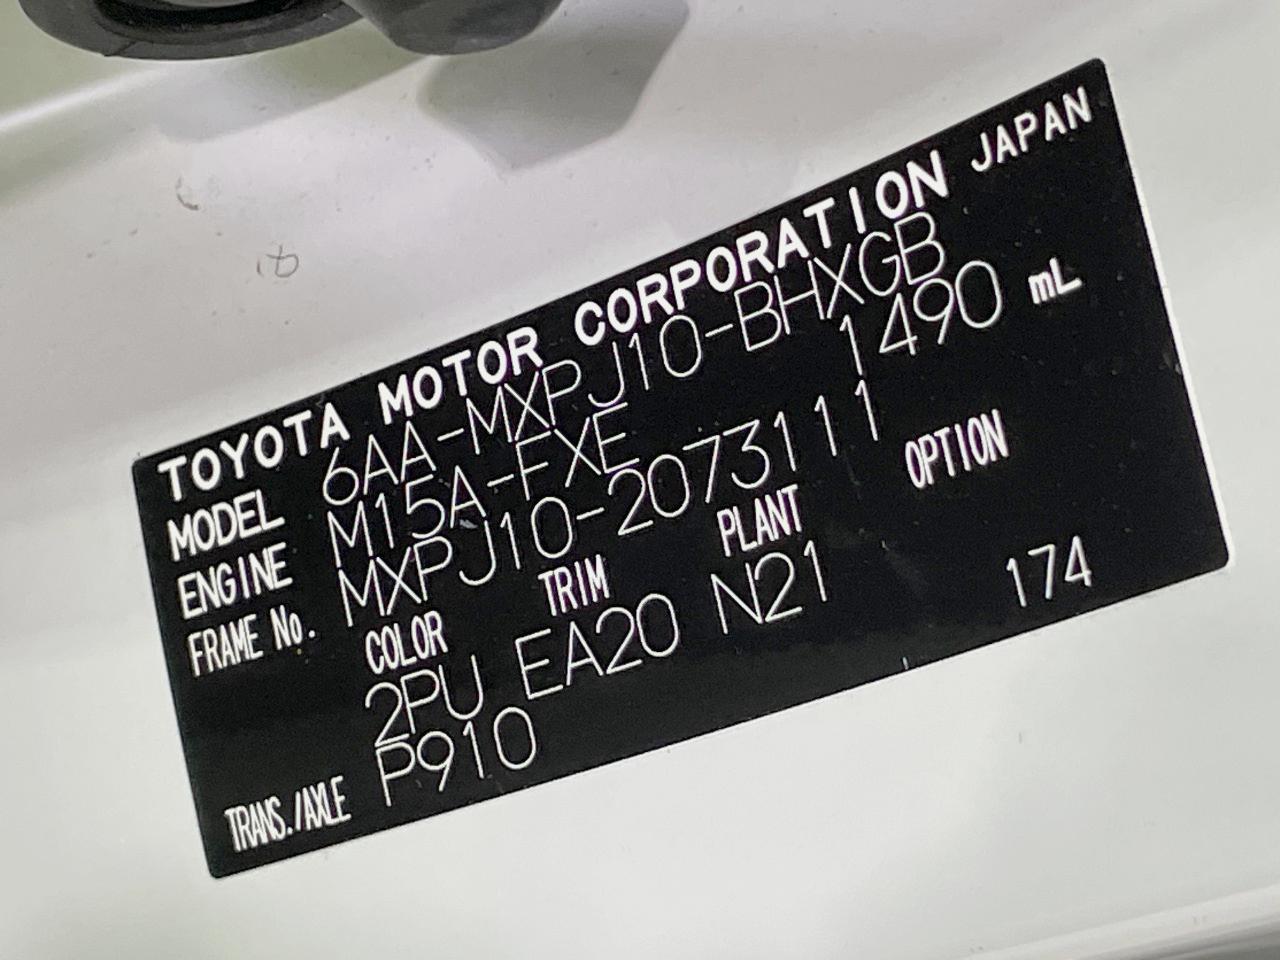 TOYOTA MOTOR CORPORATION JAPAN
MODEL 6AA-MXPJ10-BHXGB
ENGINE M15A-FXE 1490 mL
FRAME No. MXPJ10-2073111
COLOR TRIM PLANT OPTION
2PU EA20 N21 174
TRANS./AXLE P910